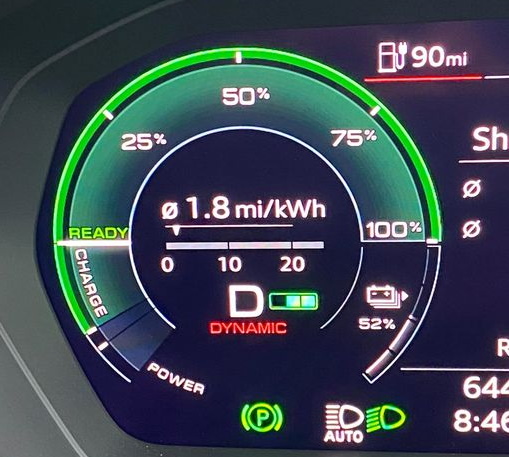 90mi
50%
25%
75%
Sh
ø 1.8 mi/kWh
Ø
READY
100%
Ø
CHARGE
0 10 20
D
DYNAMIC
52%
POWER
R
644
(P)
AUTO
8:46